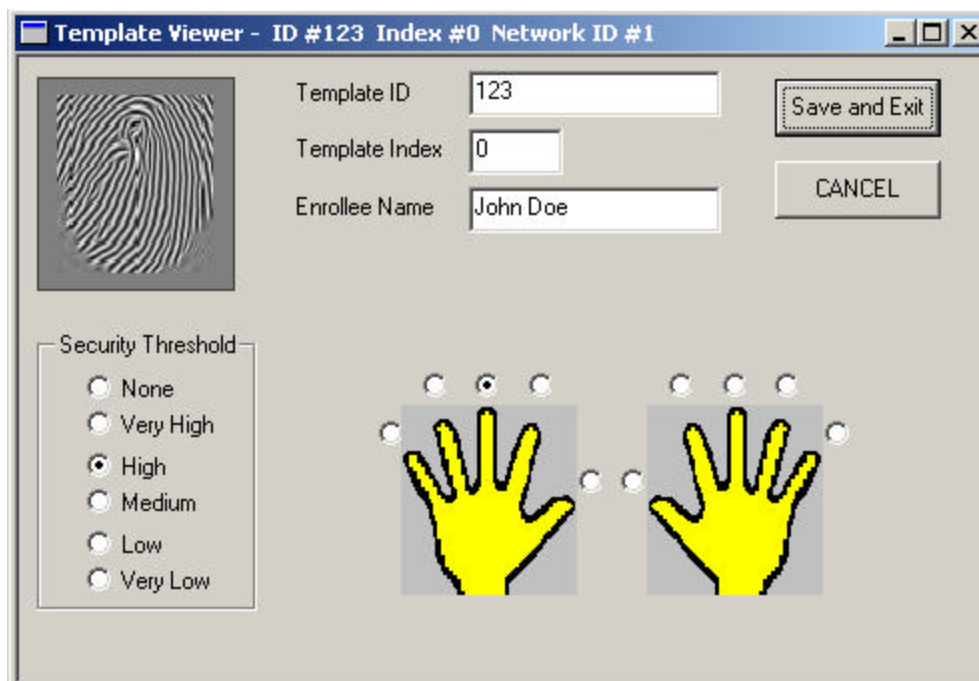 Template Viewer - ID #123 Index #0 Network ID #1
Template ID 123
Save and Exit
Template Index 0
CANCEL
Enrollee Name John Doe
Security Threshold
None
Very High
High
Medium
Low
Very Low